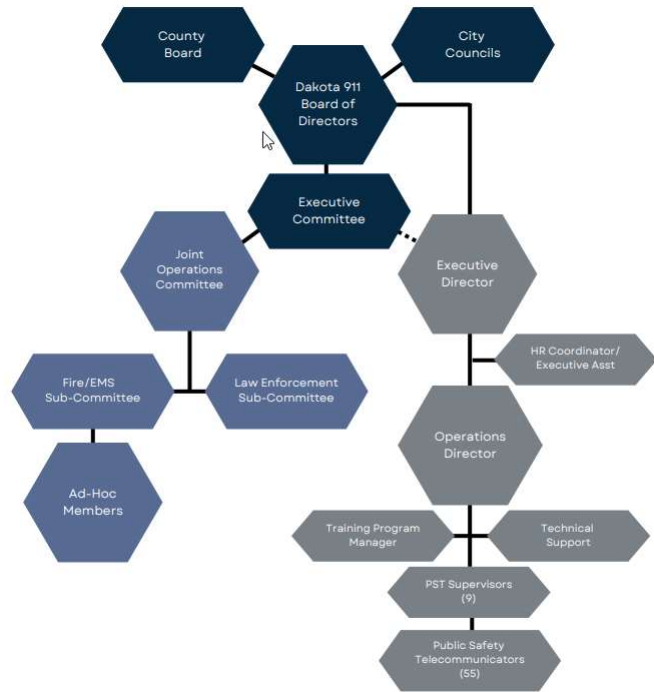 County
Board
City
Councils
Dakota 911
Board of
Directors
Executive
Committee
Joint
Operations
Committee
Executive
Director
HR Coordinator/
Executive Asst
Fire/EMS
Sub-Committee
Law Enforcement
Sub-Committee
Operations
Director
Ad-Hoc
Members
Training Program
Manager
Technical
Support
PST Supervisors
(9)
Public Safety
Telecommunicators
(55)